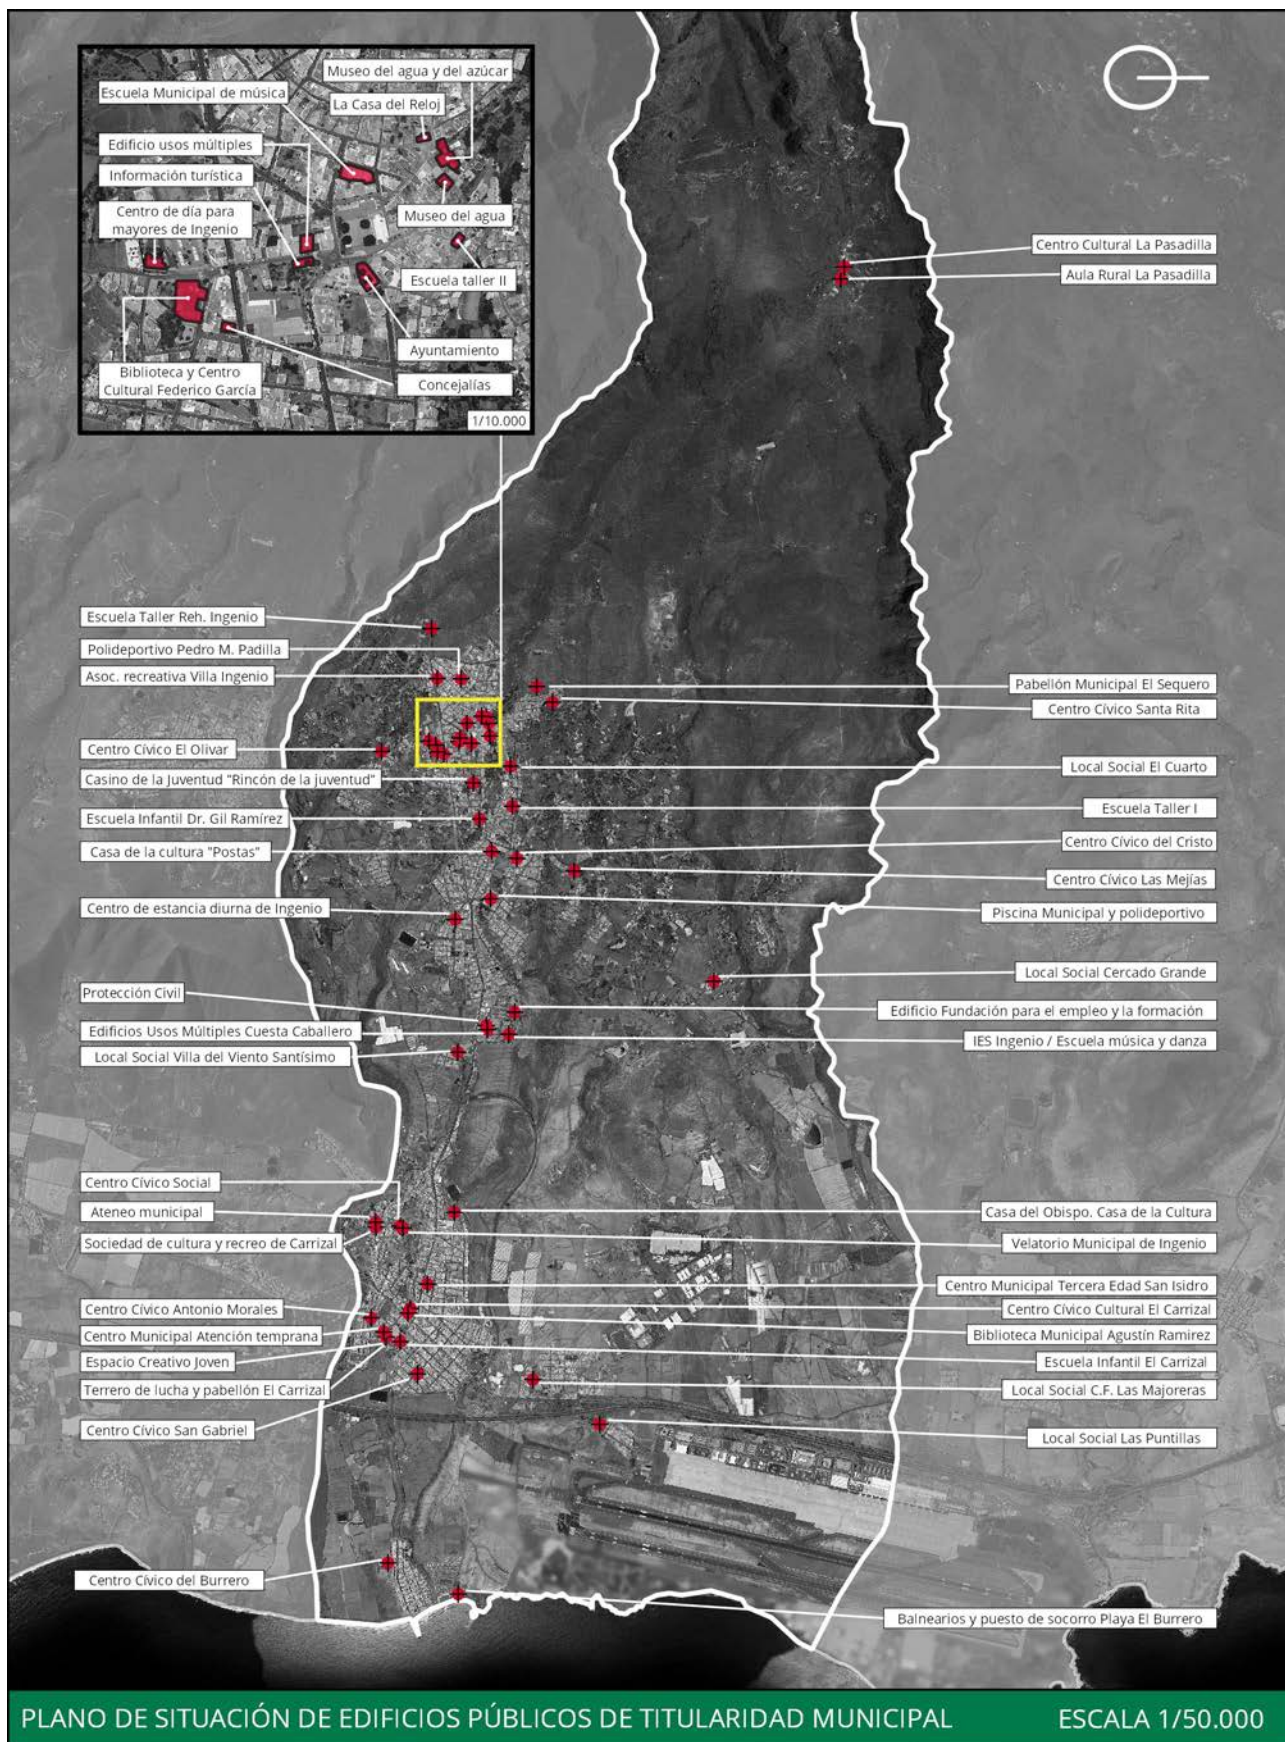 Museo del agua y del azúcar
Escuela Municipal de música
La Casa del Reloj
Edificio usos múltiples
Información turística
Centro de día para
mayores de Ingenio
Museo del agua
Escuela taller II
Ayuntamiento
Biblioteca y Centro
Cultural Federico García
Concejalías
1/10.000
Centro Cultural La Pasadilla
Aula Rural La Pasadilla
Escuela Taller Reh. Ingenio
Polideportivo Pedro M. Padilla
Asoc. recreativa Villa Ingenio
Centro Cívico El Olivar
Casino de la Juventud "Rincón de la juventud"
Escuela Infantil Dr. Gil Ramírez
Casa de la cultura "Postas"
Centro de estancia diurna de Ingenio
Protección Civil
Edificios Usos Múltiples Cuesta Caballero
Local Social Villa del Viento Santísimo
Centro Cívico Social
Ateneo municipal
Sociedad de cultura y recreo de Carrizal
Centro Cívico Antonio Morales
Centro Municipal Atención temprana
Espacio Creativo Joven
Terrero de lucha y pabellón El Carrizal
Centro Cívico San Gabriel
Centro Cívico del Burrero
Pabellón Municipal El Sequero
Centro Cívico Santa Rita
Local Social El Cuarto
Escuela Taller I
Centro Cívico del Cristo
Centro Cívico Las Mejías
Piscina Municipal y polideportivo
Local Social Cercado Grande
Edificio Fundación para el empleo y la formación
IES Ingenio / Escuela música y danza
Casa del Obispo. Casa de la Cultura
Velatorio Municipal de Ingenio
Centro Municipal Tercera Edad San Isidro
Centro Cívico Cultural El Carrizal
Biblioteca Municipal Agustín Ramirez
Escuela Infantil El Carrizal
Local Social C.F. Las Majoreras
Local Social Las Puntillas
Balnearios y puesto de socorro Playa El Burrero
PLANO DE SITUACIÓN DE EDIFICIOS PÚBLICOS DE TITULARIDAD MUNICIPAL
ESCALA 1/50.000